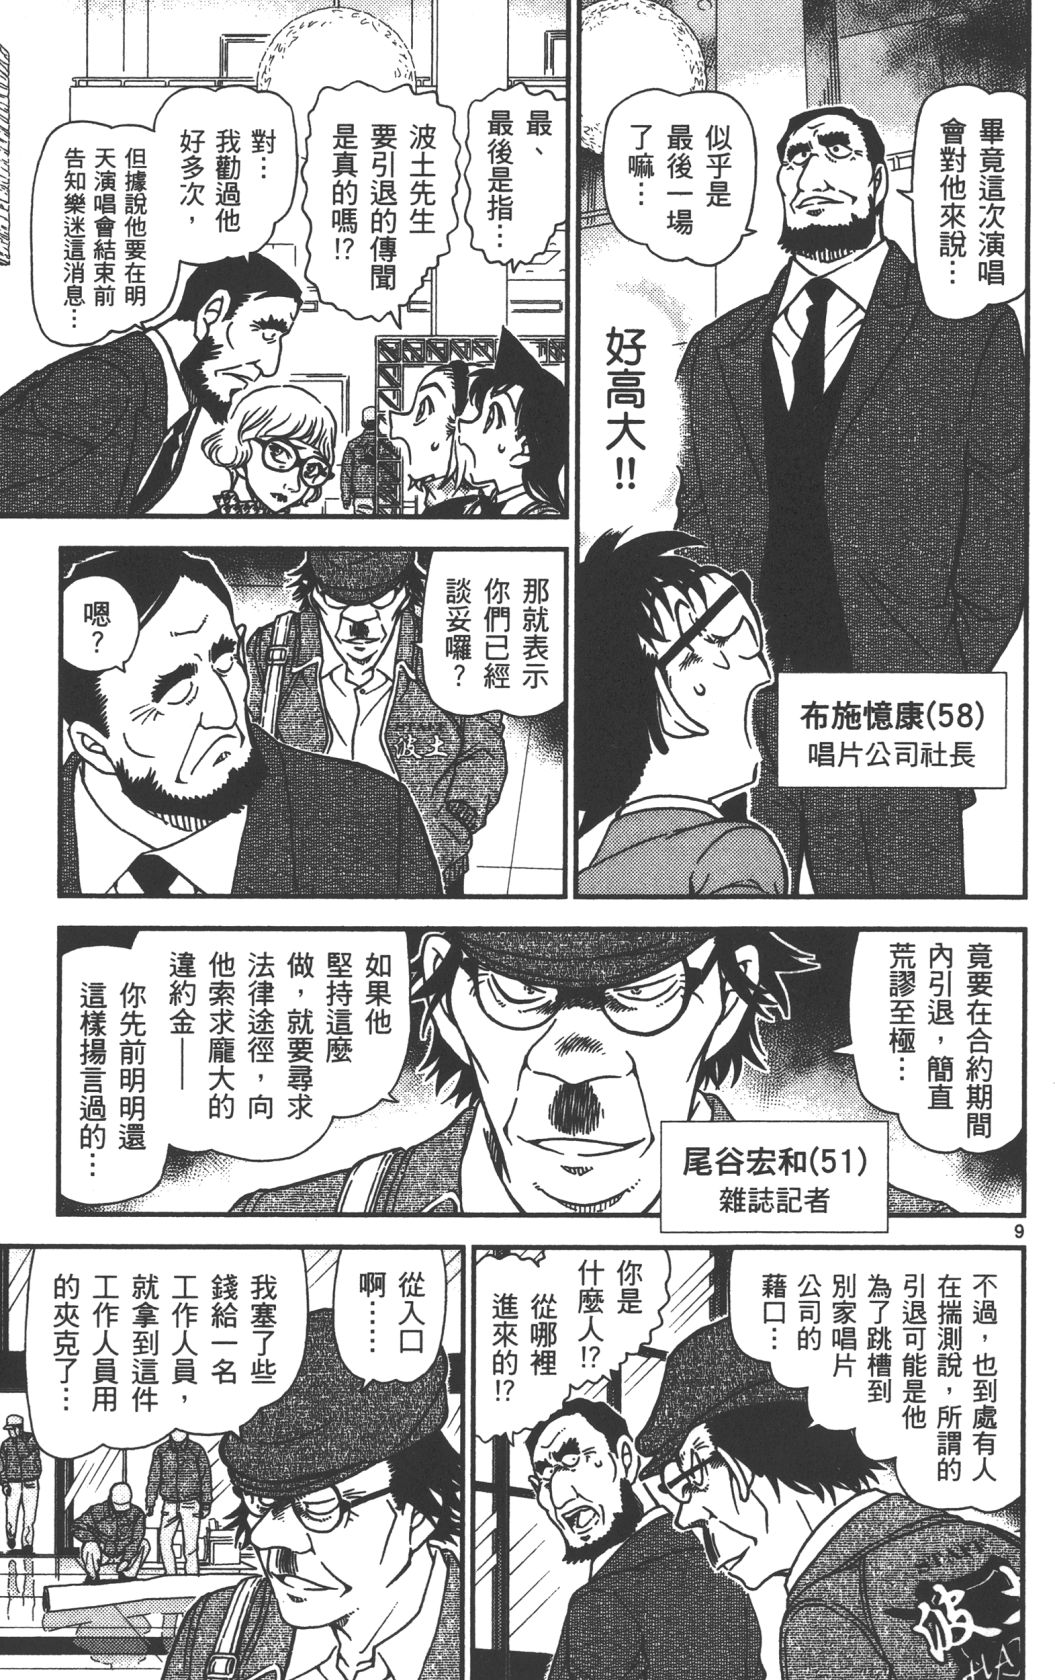 畢竟這次演唱
會對他來說…
似乎是
最後一場
了嘛…
好高大!!
布施憶康(58)
唱片公司社長
最、
最後是指…
波土先生
要引退的傳聞
是真的嗎!?
對…
我勸過他
好多次，
但據說他要在明
天演唱會結束前
告知樂迷這消息…
那就表示
你們已經
談妥囉?
波土
嗯?
竟要在合約期間
內引退，簡直
荒謬至極…
如果他
堅持這麼
做，就要尋求
法律途徑，向
他索求龐大的
違約金──
你先前明明還
這樣揚言過的…
尾谷宏和(51)
雜誌記者
9
不過，也到處有人
在揣測說，所謂的
引退可能是他
為了跳槽到
別家唱片
公司的
藉口…
你是
什麼人!?
從哪裡
進來的!?
STAFF
波
從入口
啊……
我塞了些
錢給一名
工作人員，
就拿到這件
工作人員用
的夾克了…